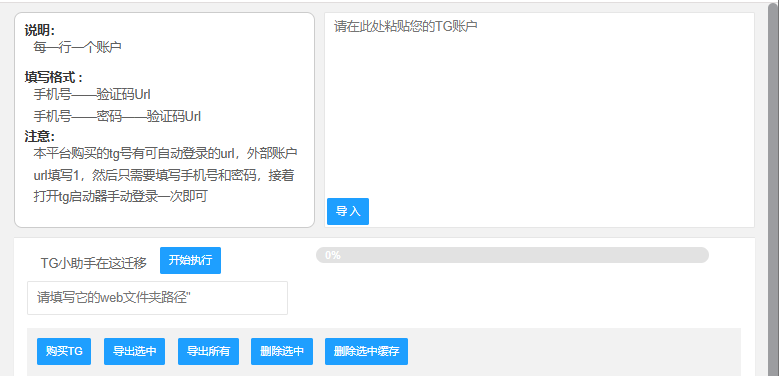 说明：
每一行一个账户
填写格式：
手机号——验证码Url
手机号——密码——验证码Url
注意：
本平台购买的tg号有可自动登录的url，外部账户
url填写1，然后只需要填写手机号和密码，接着
打开tg启动器手动登录一次即可
请在此处粘贴您的TG账户
导 入
TG小助手在这迁移
开始执行
0%
请填写它的web文件夹路径"
购买TG
导出选中
导出所有
删除选中
删除选中缓存